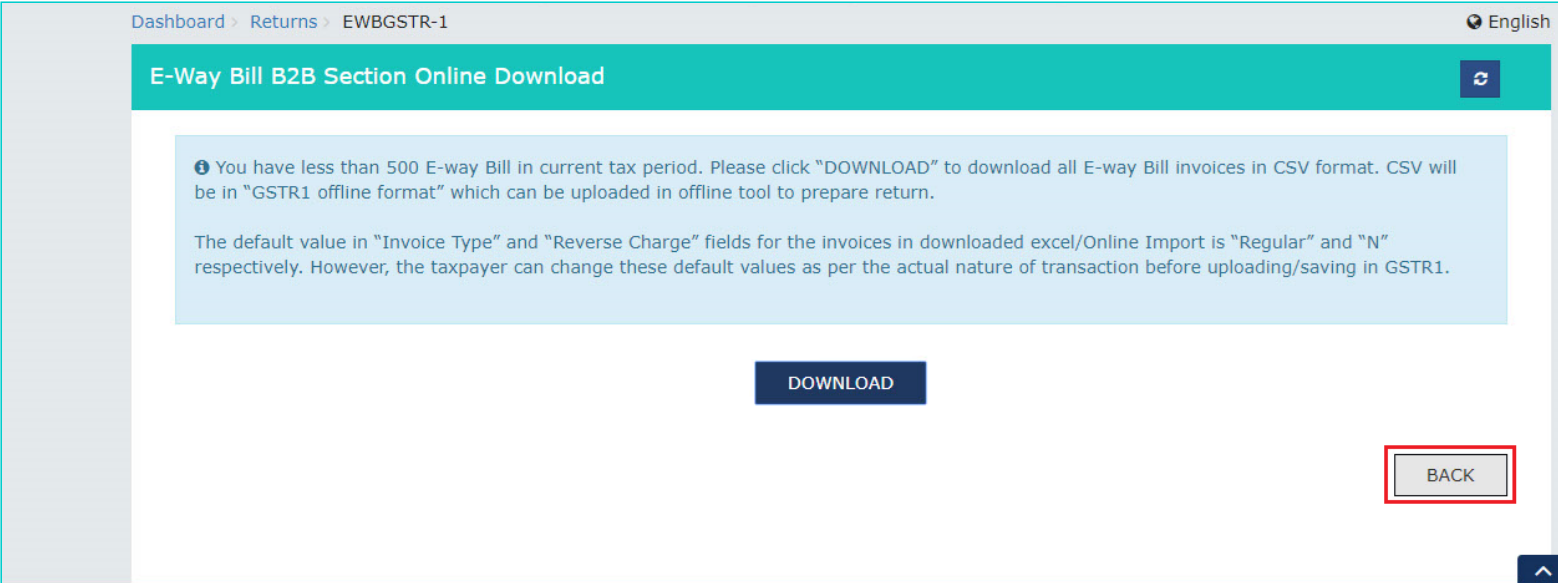 Dashboard > Returns > EWBGSTR-1
English
E-Way Bill B2B Section Online Download
You have less than 500 E-way Bill in current tax period. Please click “DOWNLOAD” to download all E-way Bill invoices in CSV format. CSV will
be in “GSTR1 offline format” which can be uploaded in offline tool to prepare return.
The default value in “Invoice Type” and “Reverse Charge” fields for the invoices in downloaded excel/Online Import is “Regular” and “N”
respectively. However, the taxpayer can change these default values as per the actual nature of transaction before uploading/saving in GSTR1.
DOWNLOAD
BACK